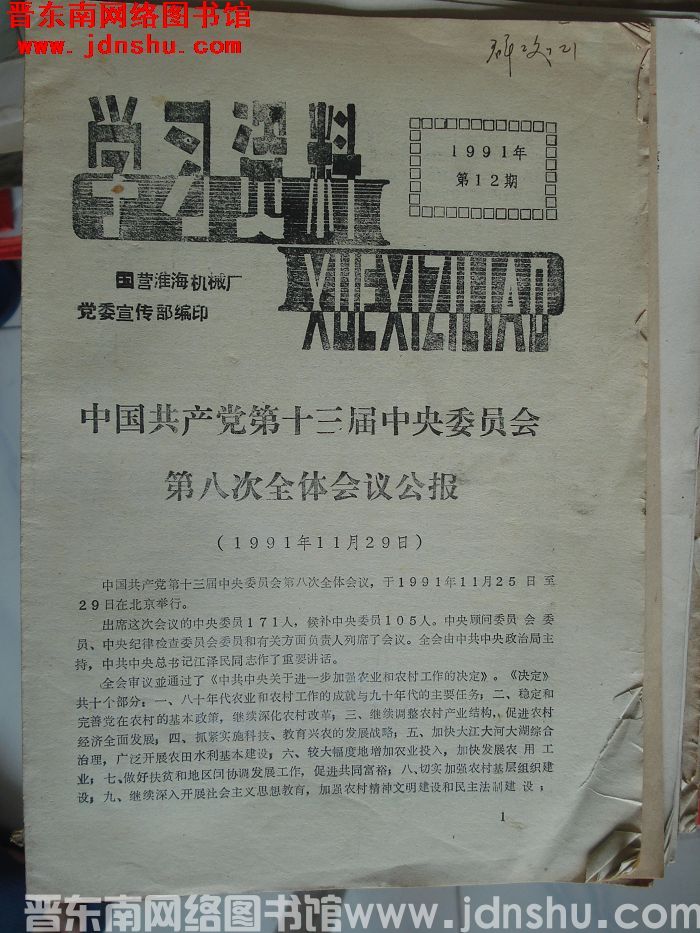 晋东南网络图书馆
www.jdnshu.com
学习资料
1991年
第12期
XUEXIZILIAO
国营淮海机械厂
党委宣传部编印
中国共产党第十三届中央委员会
第八次全体会议公报
(1991年11月29日)
中国共产党第十三届中央委员会第八次全体会议,于1991年11月25日至
29日在北京举行。
出席这次会议的中央委员171人,候补中央委员105人。中央顾问委员会委
员、中央纪律检查委员会委员和有关方面负责人列席了会议。全会由中共中央政治局主
持,中共中央总书记江泽民同志作了重要讲话。
全会审议并通过了《中共中央关于进一步加强农业和农村工作的决定》。《决定》
共十个部分:一、八十年代农业和农村工作的成就与九十年代的主要任务;二、稳定和
完善党在农村的基本政策,继续深化农村改革;三、继续调整农村产业结构,促进农村
经济全面发展;四、抓紧实施科技、教育兴农的发展战略;五、加快大江大河大湖综合
治理,广泛开展农田水利基本建设;六、较大幅度地增加农业投入,加快发展农用工
业;七、做好扶贫和地区间协调发展工作,促进共同富裕;八、切实加强农村基层组织建
设;九、继续深入开展社会主义思想教育,加强农村精神文明建设和民主法制建设;
1
晋东南网络图书馆 www.jdnshu.com